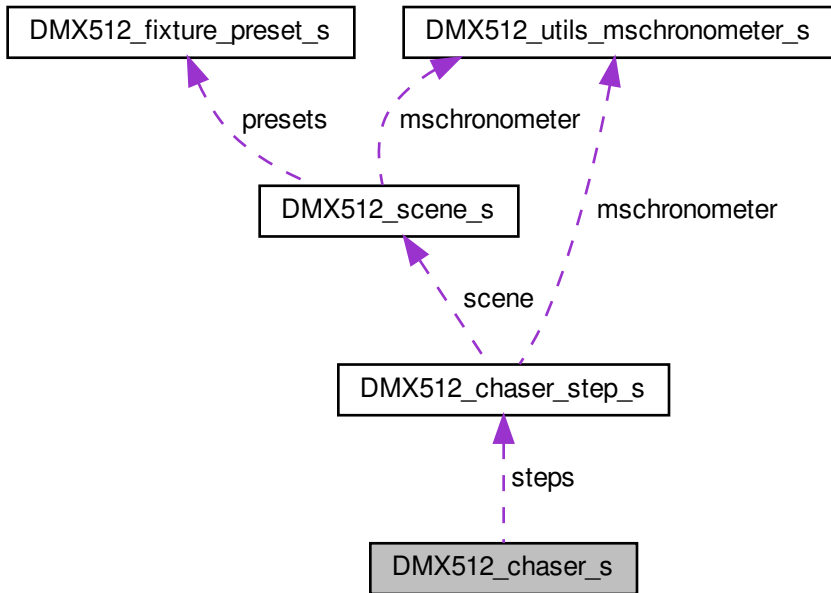 DMX512_fixture_preset_s
DMX512_utils_mschronometer_s
presets
mschronometer
DMX512_scene_s
mschronometer
scene
DMX512_chaser_step_s
steps
DMX512_chaser_s